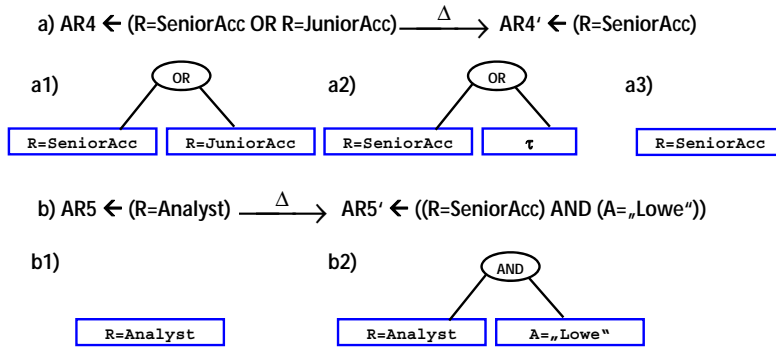 a) AR4 ← (R=SeniorAcc OR R=JuniorAcc) Δ → AR4‘ ← (R=SeniorAcc)
a1) OR a2) OR a3)
R=SeniorAcc R=JuniorAcc R=SeniorAcc τ R=SeniorAcc
b) AR5 ← (R=Analyst) Δ → AR5‘ ← ((R=SeniorAcc) AND (A=„Lowe“))
b1) b2) AND
R=Analyst R=Analyst A=„Lowe“